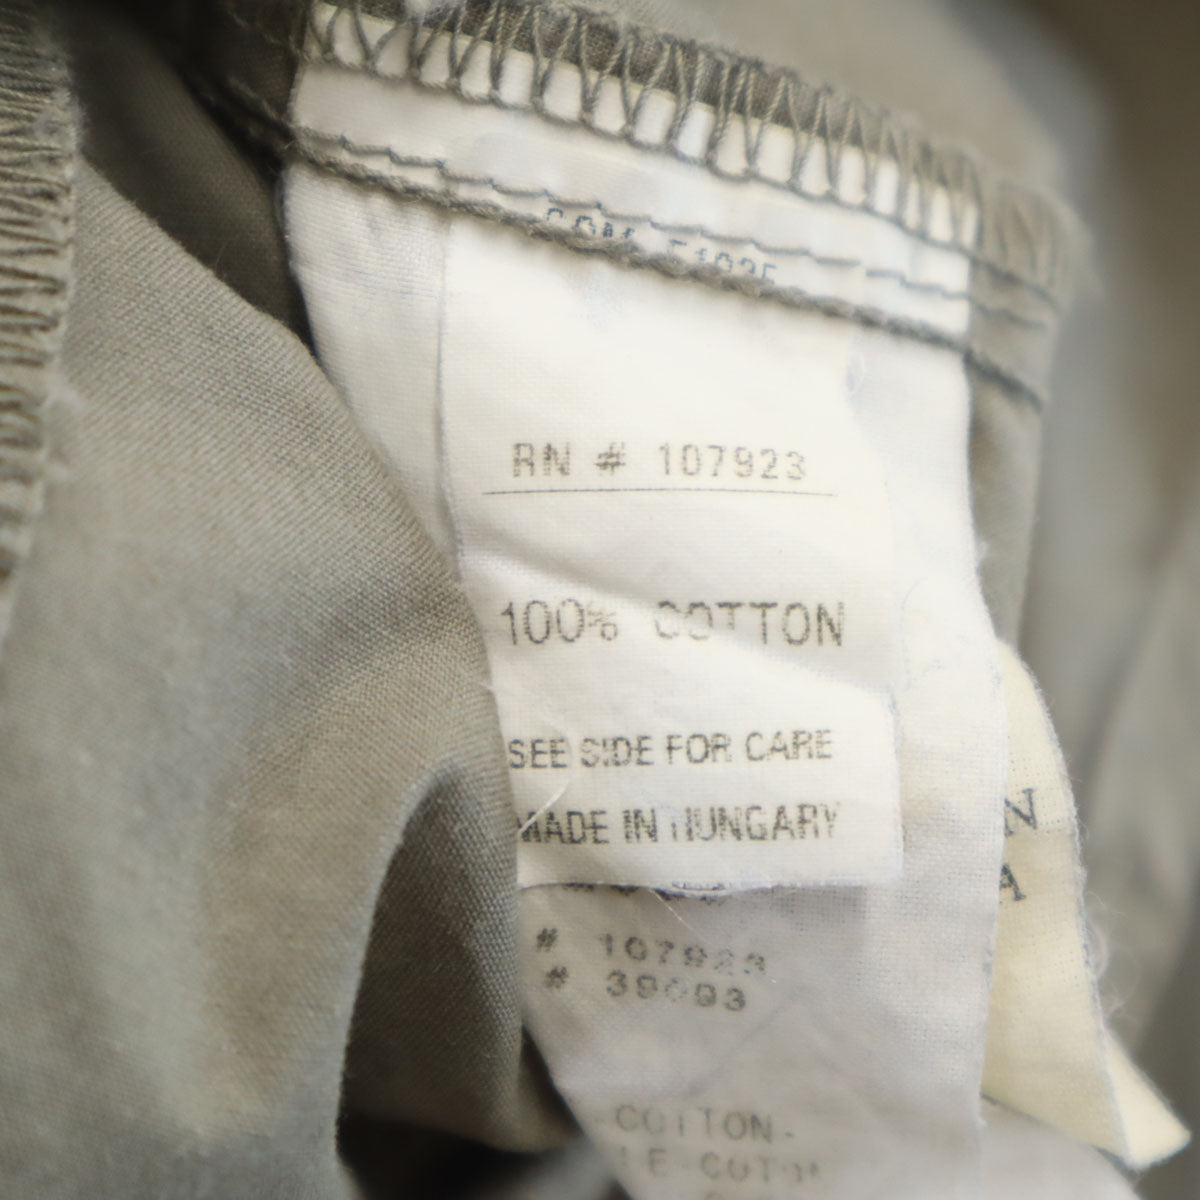 RN # 107923
100% COTTON
SEE SIDE FOR CARE
MADE IN HUNGARY
N
A
# 107923
# 39093
COTTON-